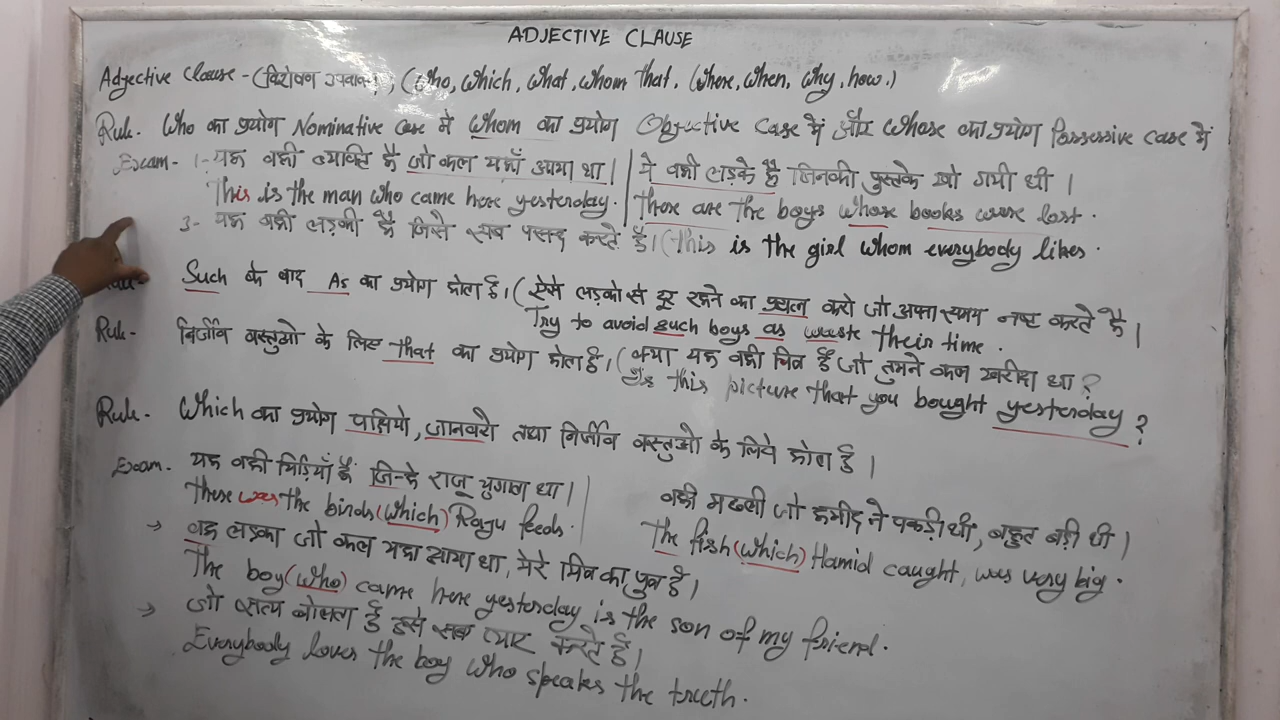 ADJECTIVE CLAUSE
Adjective Clause - (विशेषण उपवाक्य), (Who, Which, What, Whom That, (Where, When, Why, how.)
Rule. Who का प्रयोग Nominative Case में Whom का प्रयोग Objective Case में और Whose का प्रयोग Possessive Case में
Exam- 1- यह वही व्यक्ति है जो कल यहाँ आया था | ये वही लड़के है जिनकी पुस्तके खो गयी थी |
This is the man who came here yesterday. These are the boys whose books were lost.
3- यह वही लड़की है जिसे सब पसंद करते है। (This is the girl whom everybody likes.
Such के बाद As का प्रयोग होता है। (ऐसे लड़को से दूर रहने का प्रयत्न करो जो अपना समय नष्ट करते है |
Try to avoid such boys as waste their time.
Rule- निर्जीव वस्तुओ के लिए that का प्रयोग होता है। (क्या यह वही चित्र है जो तुमने कल खरीदा था?
Is this picture that you bought yesterday?
Rule. Which का प्रयोग पक्षियो, जानवरो तथा निर्जीव वस्तुओ के लिये होता है |
Exam. यह वही चिड़ियाँ है जिन्हे राजू चुगाता था |
These was the birds (which) Raju feeds.
वही मछली जो हमीद ने पकड़ी थी, बहुत बड़ी थी |
The fish (which) Hamid caught, was very big.
→ वह लड़का जो कल यहा आया था, मेरे मित्र का पुत्र है |
The boy (who) came here yesterday is the son of my friend.
→ जो सत्य बोलता है उसे सब प्यार करते है |
Everybody loves the boy who speaks the trueth.